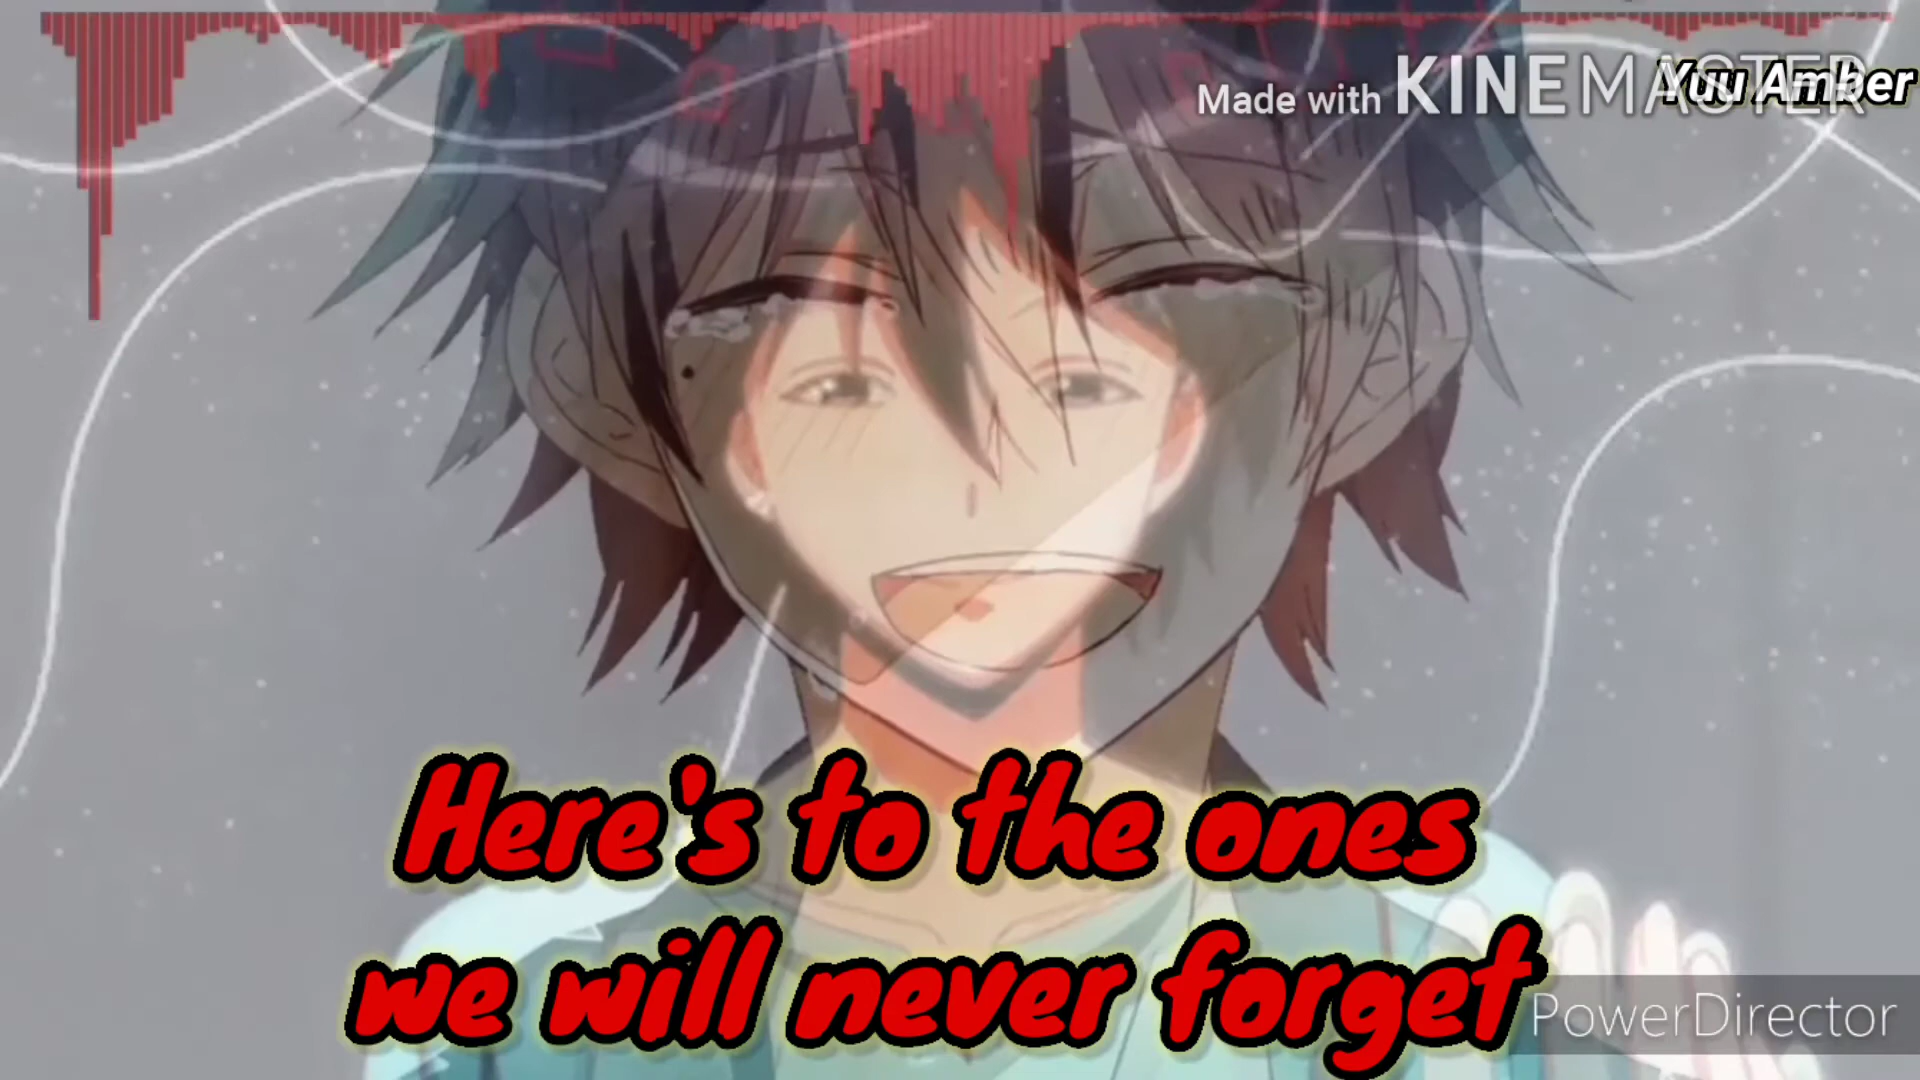 Made with KINEMASTER
Yuu Amber
Here's to the ones
we will never forget
PowerDirector